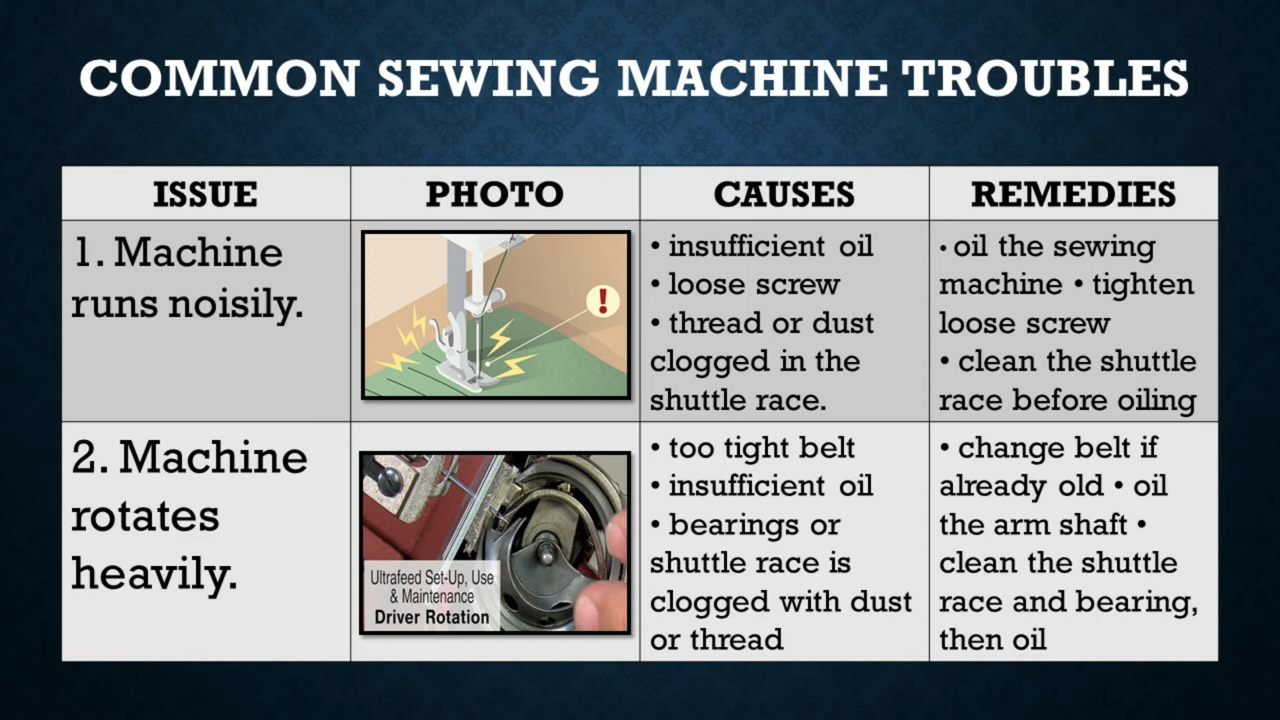 COMMON SEWING MACHINE TROUBLES
ISSUE
PHOTO
CAUSES
REMEDIES
1. Machine
runs noisily.
!
• insufficient oil
• loose screw
• thread or dust
clogged in the
shuttle race.
• oil the sewing
machine • tighten
loose screw
• clean the shuttle
race before oiling
2. Machine
rotates
heavily.
Ultrafeed Set-Up, Use
& Maintenance
Driver Rotation
• too tight belt
• insufficient oil
• bearings or
shuttle race is
clogged with dust
or thread
• change belt if
already old • oil
the arm shaft •
clean the shuttle
race and bearing,
then oil